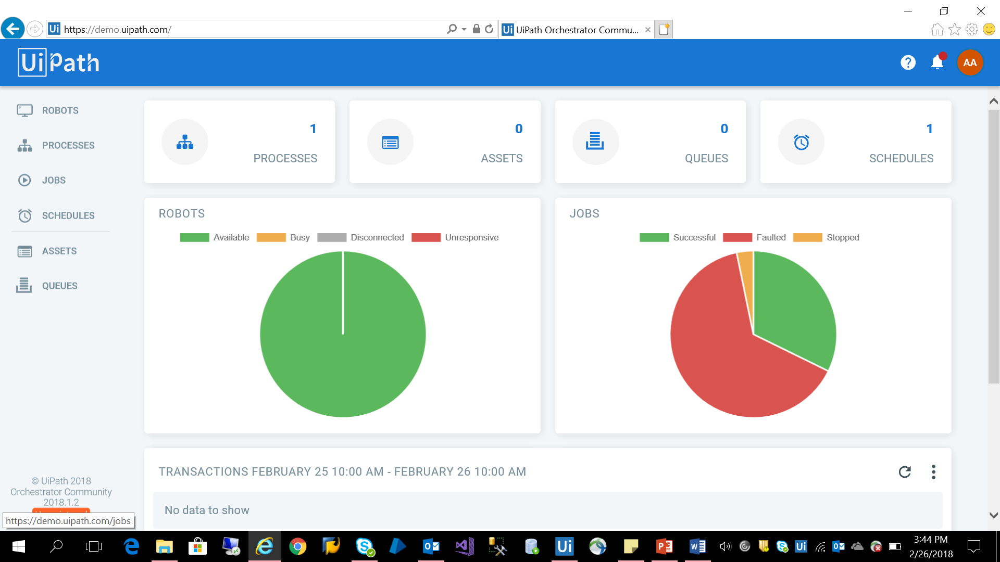 https://demo.uipath.com/
UiPath Orchestrator Commu...
UiPath
AA
ROBOTS
PROCESSES
JOBS
SCHEDULES
ASSETS
QUEUES
1
PROCESSES
0
ASSETS
0
QUEUES
1
SCHEDULES
ROBOTS
Available Busy Disconnected Unresponsive
JOBS
Successful Faulted Stopped
TRANSACTIONS FEBRUARY 25 10:00 AM - FEBRUARY 26 10:00 AM
No data to show
© UiPath 2018
Orchestrator Community
2018.1.2
https://demo.uipath.com/jobs
3:44 PM
2/26/2018